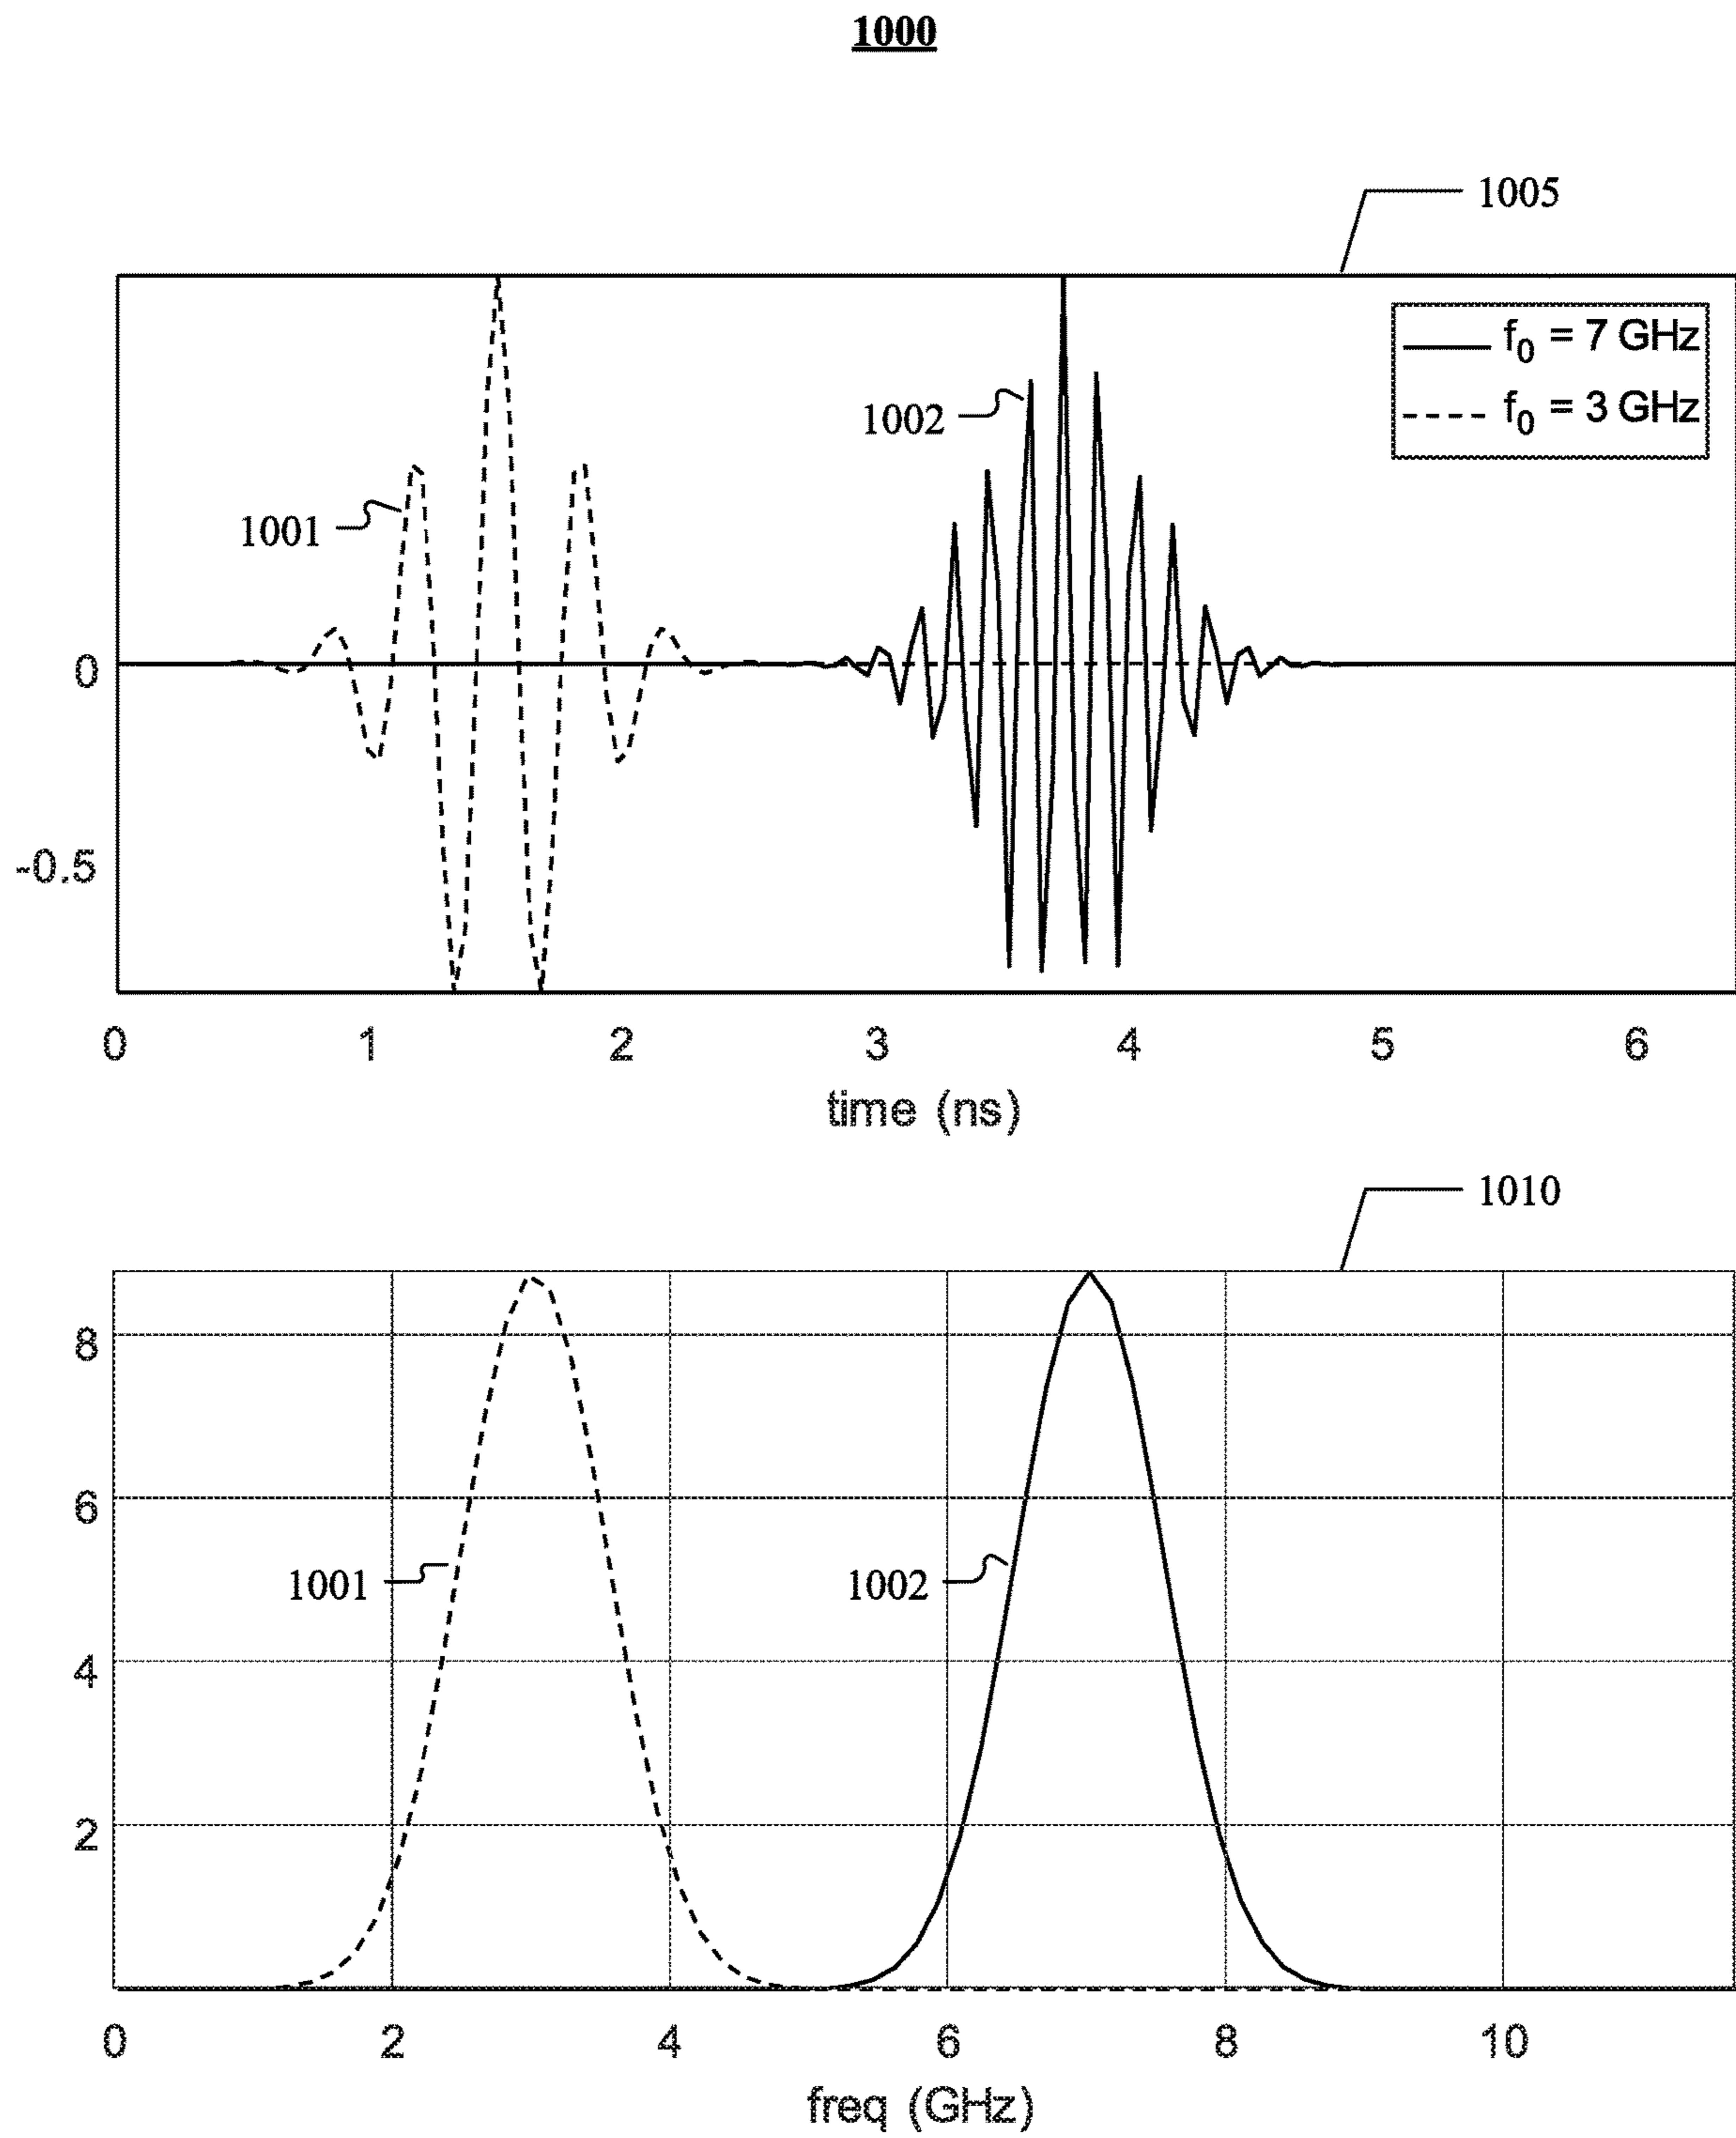 1000
1005
f0 = 7 GHz
f0 = 3 GHz
1002
1001
0
-0.5
0 1 2 3 4 5 6
time (ns)
1010
8
6
1001 1002
4
2
0 2 4 6 8 10
freq (GHz)